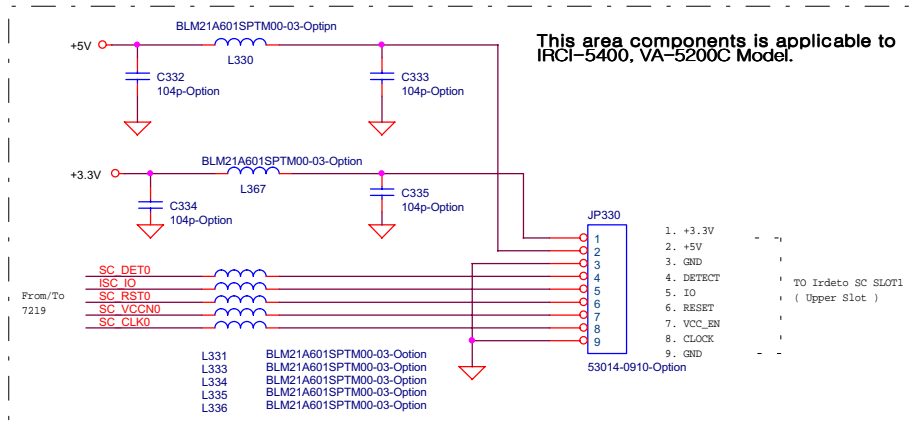 BLM21A601SPTM00-03-Optipn
+5V
L330
This area components is applicable to
IRCI-5400, VA-5200C Model.
C332
104p-Option
C333
104p-Option
BLM21A601SPTM00-03-Option
+3.3V
L367
C334
104p-Option
C335
104p-Option
JP330
1
2
3
4
5
6
7
8
9
1. +3.3V
2. +5V
3. GND
4. DETECT
5. IO
6. RESET
7. VCC_EN
8. CLOCK
9. GND
TO Irdeto SC SLOT1
( Upper Slot )
From/To
7219
SC_DET0
ISC_IO
SC_RST0
SC_VCCN0
SC_CLK0
L331 BLM21A601SPTM00-03-Option
L333 BLM21A601SPTM00-03-Option
L334 BLM21A601SPTM00-03-Option
L335 BLM21A601SPTM00-03-Option
L336 BLM21A601SPTM00-03-Option
53014-0910-Option